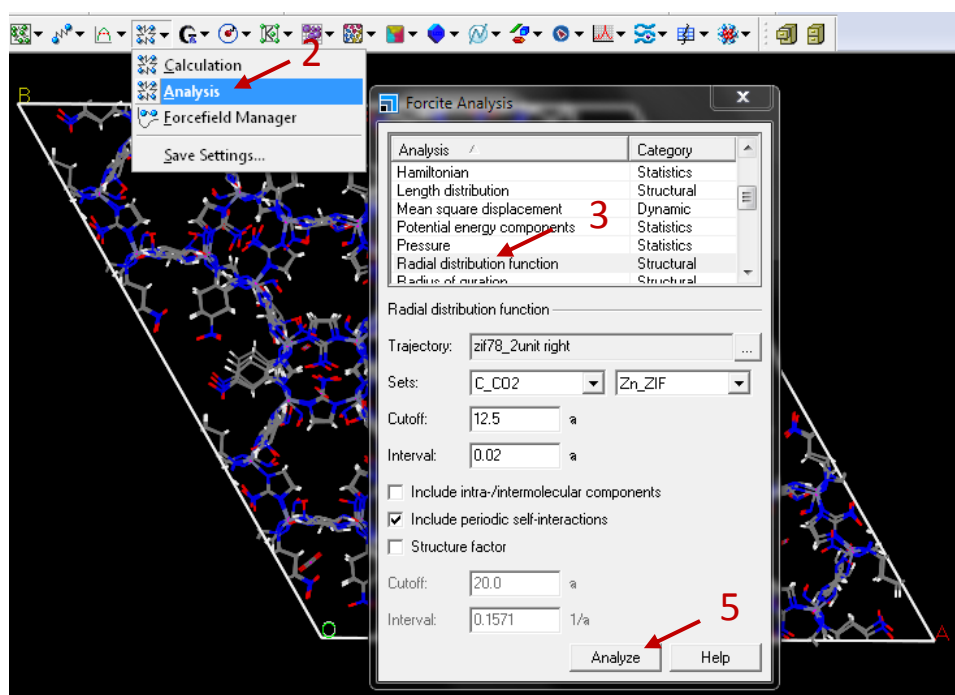 2
Calculation
Analysis
Forcefield Manager
Save Settings...
B
Forcite Analysis
x
Analysis Category
Hamiltonian Statistics
Length distribution Structural
Mean square displacement Dynamic
Potential energy components Statistics
3
Pressure Statistics
Radial distribution function Structural
Radius of gyration Structural
Radial distribution function
Trajectory: zif78_2unit right ...
Sets: C_CO2 Zn_ZIF
Cutoff: 12.5 a
Interval: 0.02 a
Include intra-/intermolecular components
Include periodic self-interactions
Structure factor
Cutoff: 20.0 a
Interval: 0.1571 1/a
5
O
A
Analyze Help